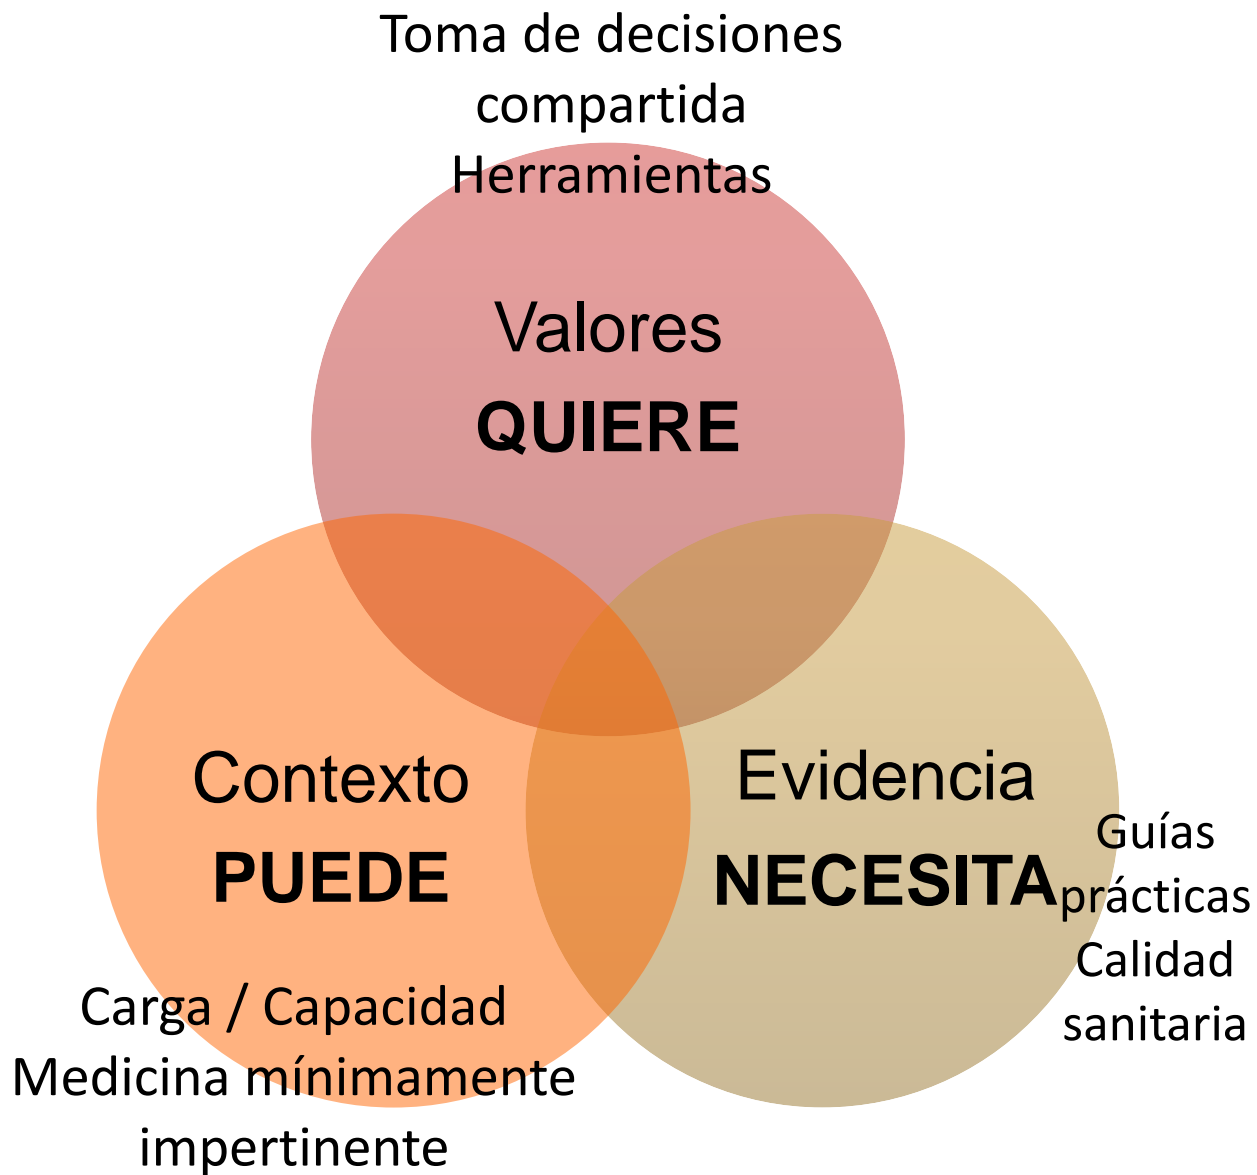 Toma de decisiones
compartida
Herramientas
Valores
QUIERE
Contexto
PUEDE
Evidencia
NECESITA
Guías
prácticas
Calidad
sanitaria
Carga / Capacidad
Medicina mínimamente
impertinente